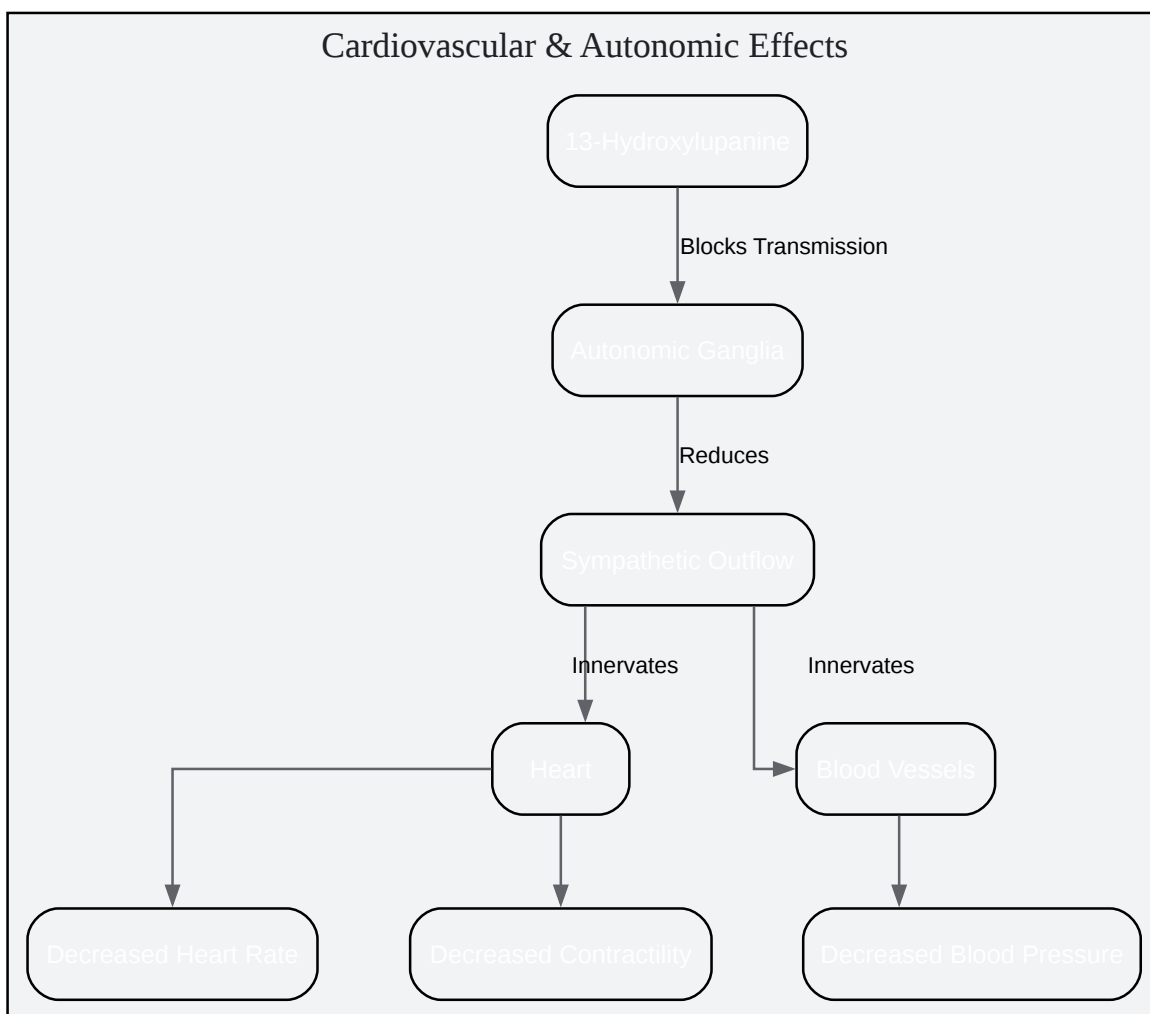 Cardiovascular & Autonomic Effects
13-Hydroxylupanine
Blocks Transmission
Autonomic Ganglia
Reduces
Sympathetic Outflow
Innervates
Innervates
Heart
Blood Vessels
Decreased Heart Rate
Decreased Contractility
Decreased Blood Pressure